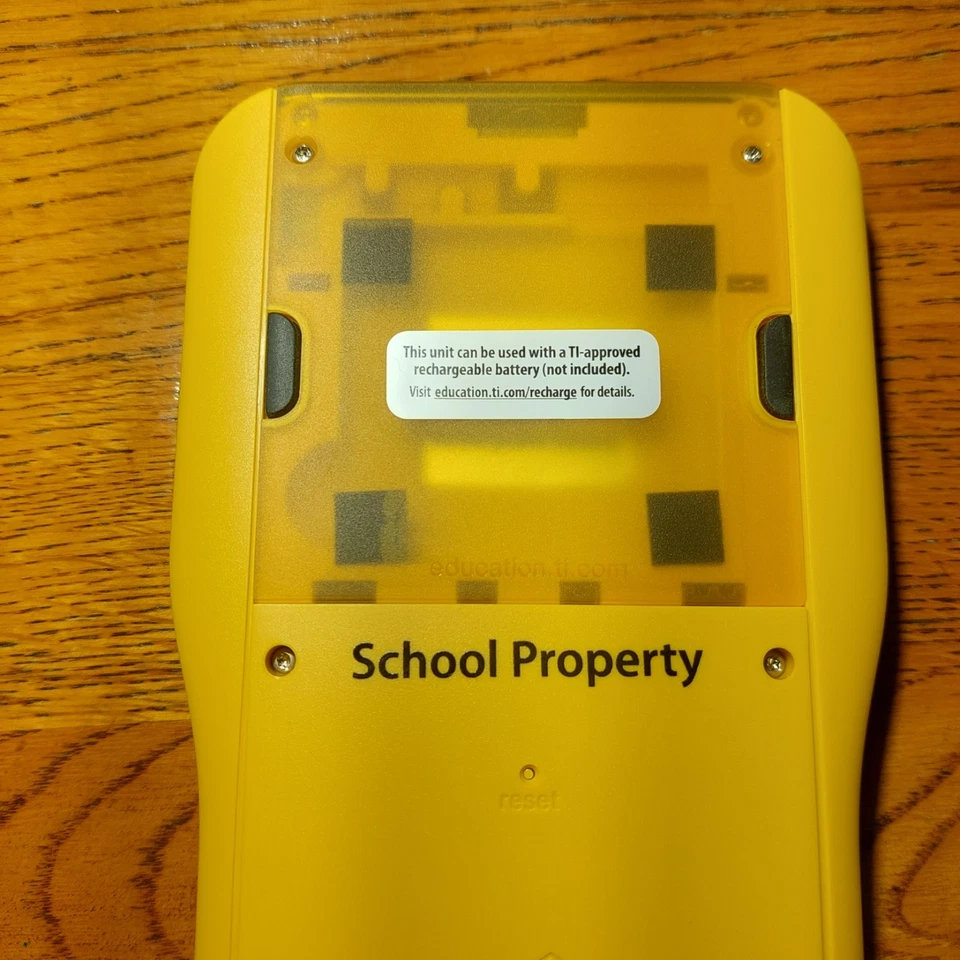 This unit can be used with a TI-approved
rechargeable battery (not included).
Visit education.ti.com/recharge for details.
education.ti.com
School Property
reset